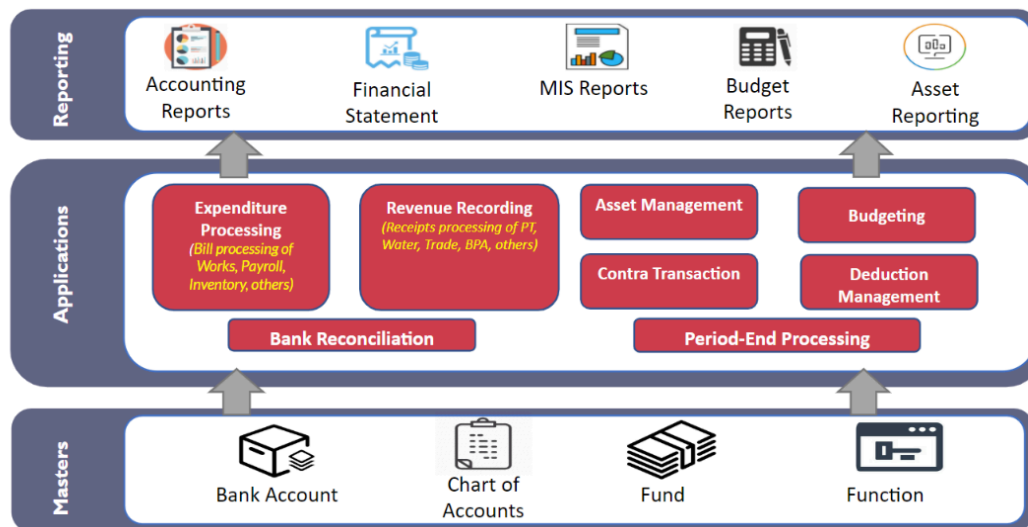 Reporting
Accounting
Reports
Financial
Statement
MIS Reports
Budget
Reports
Asset
Reporting
Applications
Expenditure
Processing
(Bill processing of
Works, Payroll,
Inventory, others)
Revenue Recording
(Receipts processing of PT,
Water, Trade, BPA, others)
Asset Management
Budgeting
Contra Transaction
Deduction
Management
Bank Reconciliation
Period-End Processing
Masters
Bank Account
Chart of
Accounts
Fund
Function